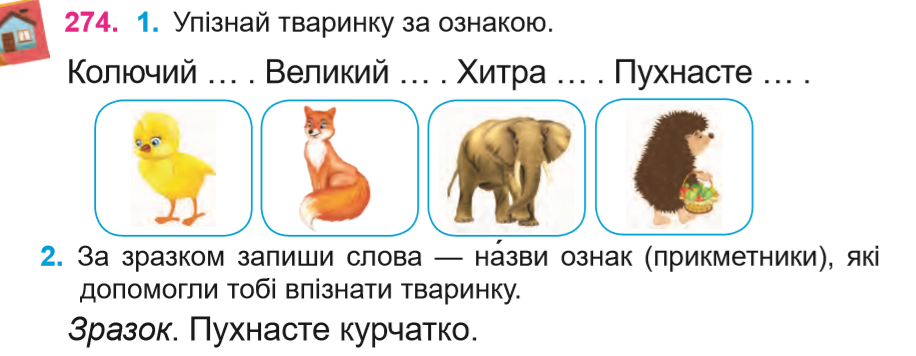 274. 1. Упізнай тваринку за ознакою.
Колючий ... . Великий ... . Хитра ... . Пухнасте ... .
2. За зразком запиши слова — на́зви ознак (прикметники), які
допомогли тобі впізнати тваринку.
Зразок. Пухнасте курчатко.